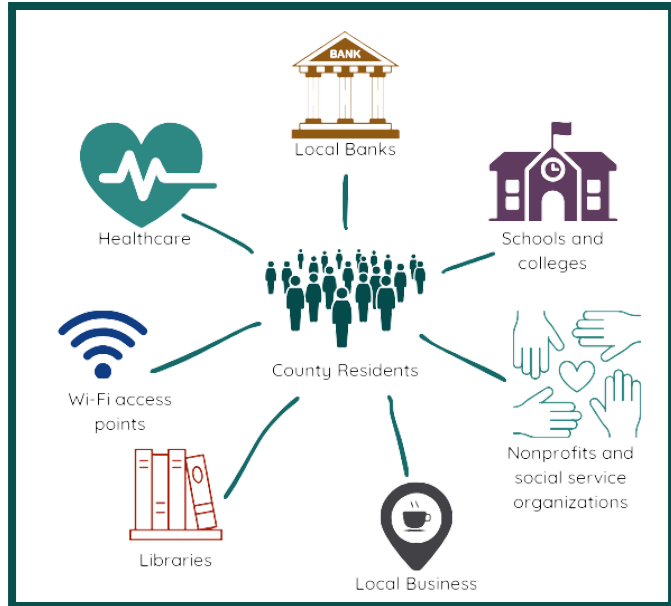 BANK
Local Banks
Healthcare
Schools and
colleges
County Residents
Wi-Fi access
points
Nonprofits and
social service
organizations
Libraries
Local Business